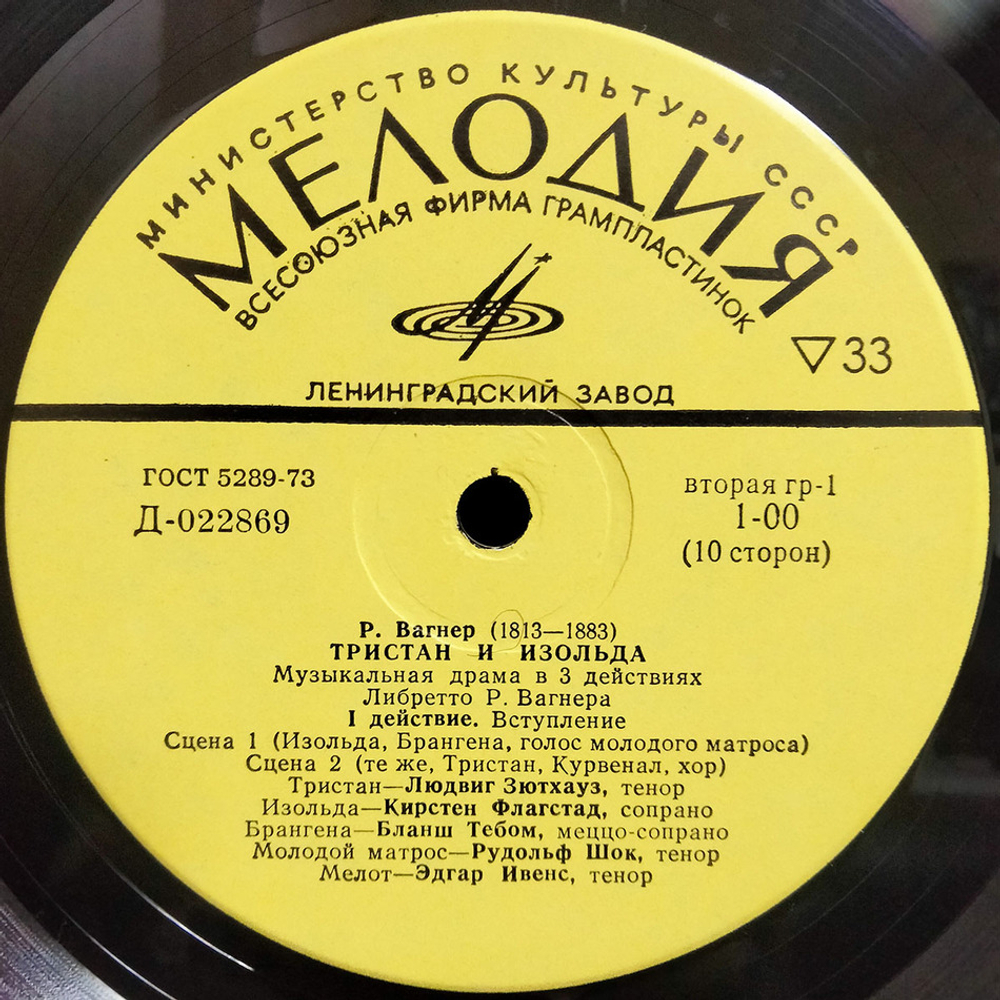 МИНИСТЕРСТВО КУЛЬТУРЫ СССР
МЕЛОДИЯ
ВСЕСОЮЗНАЯ ФИРМА ГРАМПЛАСТИНОК
▽33
ЛЕНИНГРАДСКИЙ ЗАВОД
ГОСТ 5289-73
Д-022869
вторая гр-1
1-00
(10 сторон)
Р. Вагнер (1813—1883)
ТРИСТАН И ИЗОЛЬДА
Музыкальная драма в 3 действиях
Либретто Р. Вагнера
I действие. Вступление
Сцена 1 (Изольда, Брангена, голос молодого матроса)
Сцена 2 (те же, Тристан, Курвенал, хор)
Тристан—Людвиг Зютхауз, тенор
Изольда—Кирстен Флагстад, сопрано
Брангена—Бланш Тебом, меццо-сопрано
Молодой матрос—Рудольф Шок, тенор
Мелот—Эдгар Ивенс, тенор